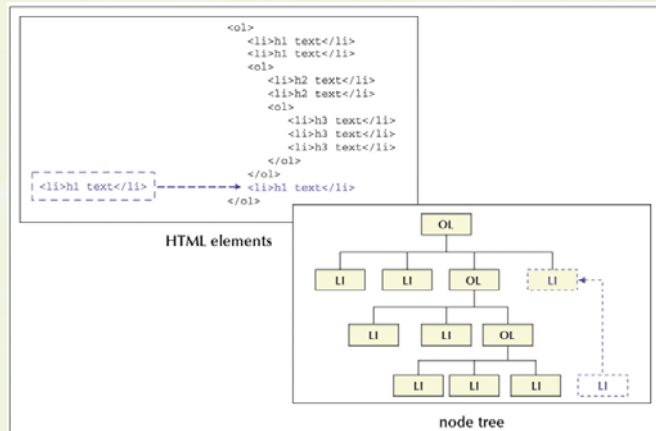 <ol>
<li>h1 text</li>
<li>h1 text</li>
<ol>
<li>h2 text</li>
<li>h2 text</li>
<ol>
<li>h3 text</li>
<li>h3 text</li>
<li>h3 text</li>
</ol>
</ol>
<li>h1 text</li> <li>h1 text</li>
</ol>
HTML elements
OL
LI LI OL LI
LI LI OL
LI LI LI LI
node tree